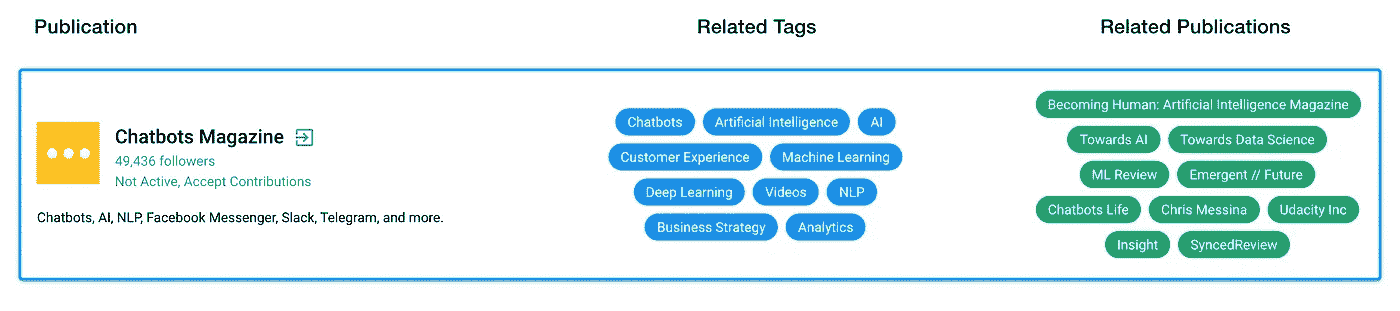 Publication
Related Tags
Related Publications
Chatbots Magazine
49,436 followers
Not Active, Accept Contributions
Chatbots, AI, NLP, Facebook Messenger, Slack, Telegram, and more.
Chatbots Artificial Intelligence AI
Customer Experience Machine Learning
Deep Learning Videos NLP
Business Strategy Analytics
Becoming Human: Artificial Intelligence Magazine
Towards AI Towards Data Science
ML Review Emergent // Future
Chatbots Life Chris Messina Udacity Inc
Insight SyncedReview